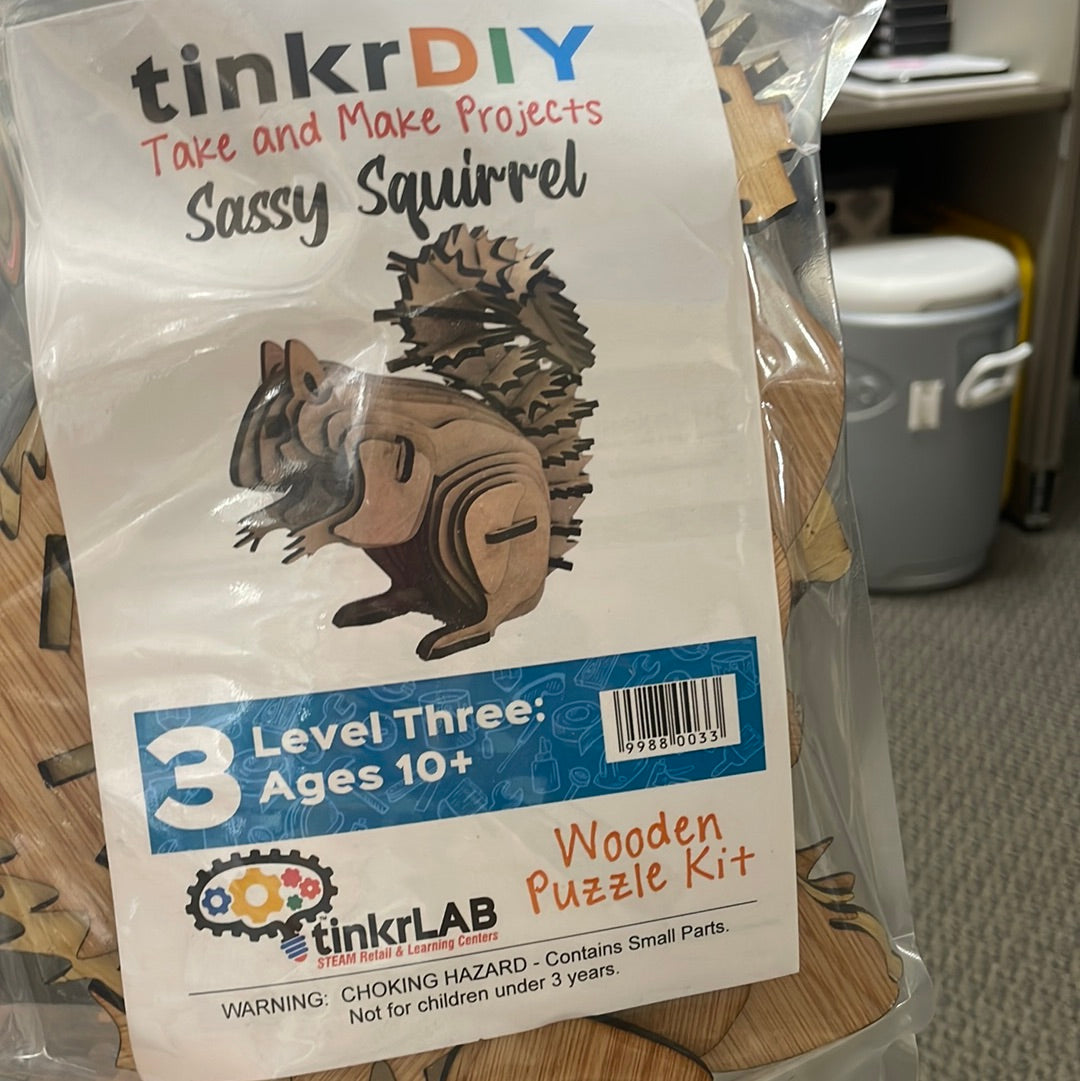 tinkrDIY
Take and Make Projects
Sassy Squirrel
3
Level Three:
Ages 10+
9988 0033
Wooden
Puzzle Kit
tinkrLAB
STEAM Retail & Learning Centers
WARNING: CHOKING HAZARD - Contains Small Parts.
Not for children under 3 years.